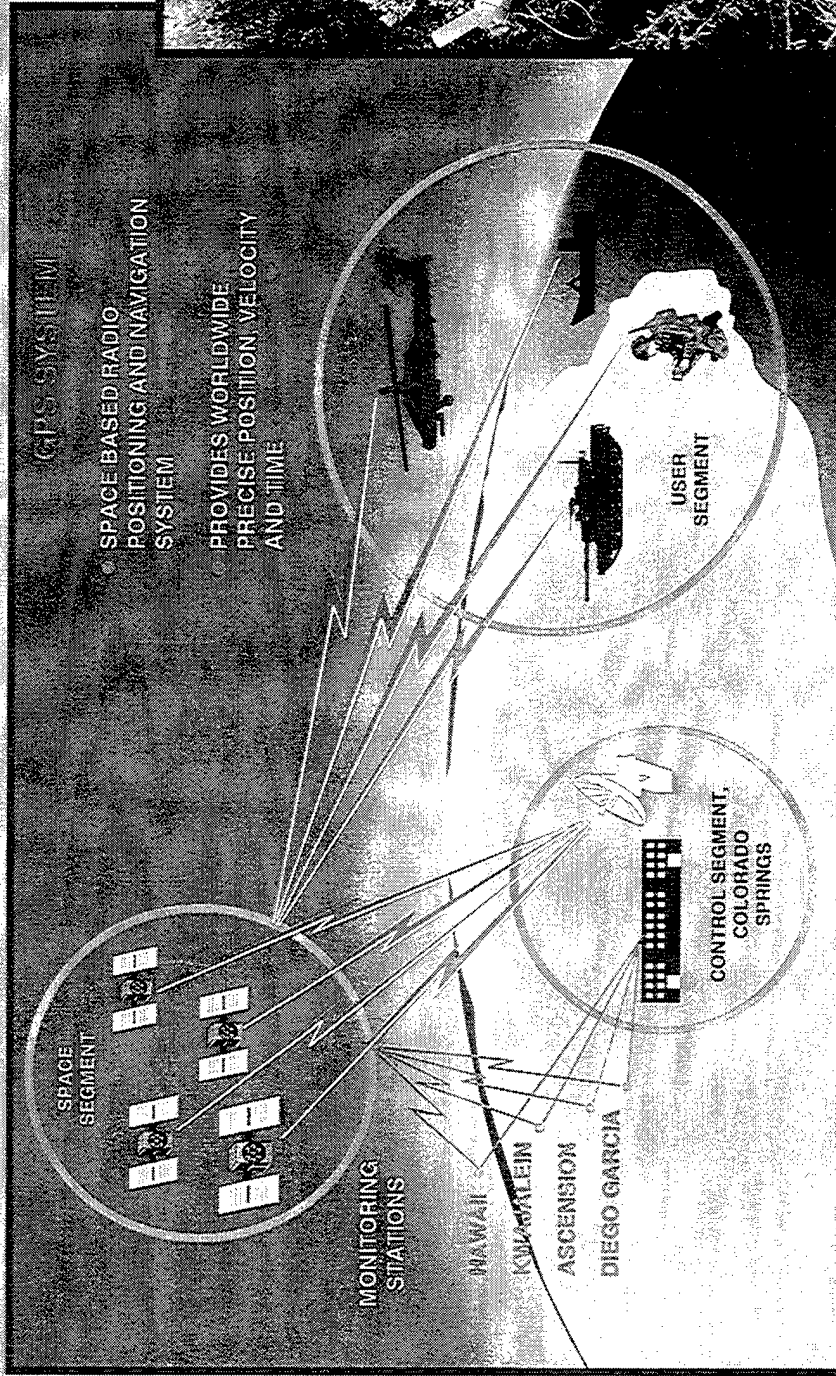 GPS SYSTEM
SPACE BASED RADIO
POSITIONING AND NAVIGATION
SYSTEM
PROVIDES WORLDWIDE
PRECISE POSITION, VELOCITY
AND TIME
SPACE
SEGMENT
MONITORING
STATIONS
HAWAII
KWAJALEIN
ASCENSION
DIEGO GARCIA
CONTROL SEGMENT,
COLORADO
SPRINGS
USER
SEGMENT